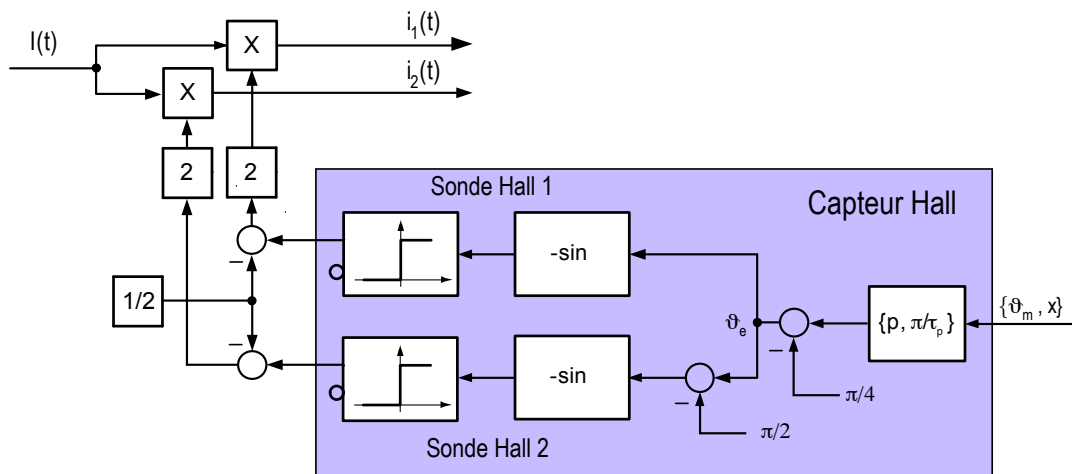 I(t)
X
i₁(t)
X
i₂(t)
2
2
Sonde Hall 1
Capteur Hall
-sin
1/2
ϑₑ
{p, π/τₚ}
{ϑₘ, x}
-sin
π/4
π/2
Sonde Hall 2